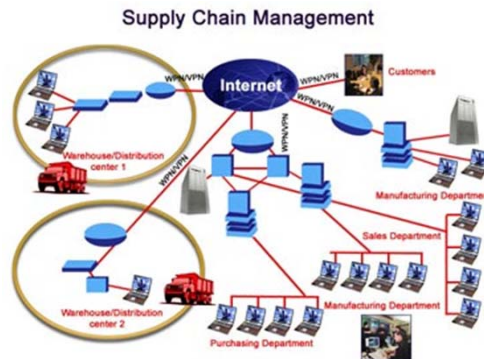 Supply Chain Management
WPN/VPN
Internet
WPN/VPN
Customers
WPN/VPN
WPN/VPN
Warehouse/Distribution
center 1
WPN/VPN
Manufacturing Department
Sales Department
Warehouse/Distribution
center 2
Manufacturing Department
Purchasing Department